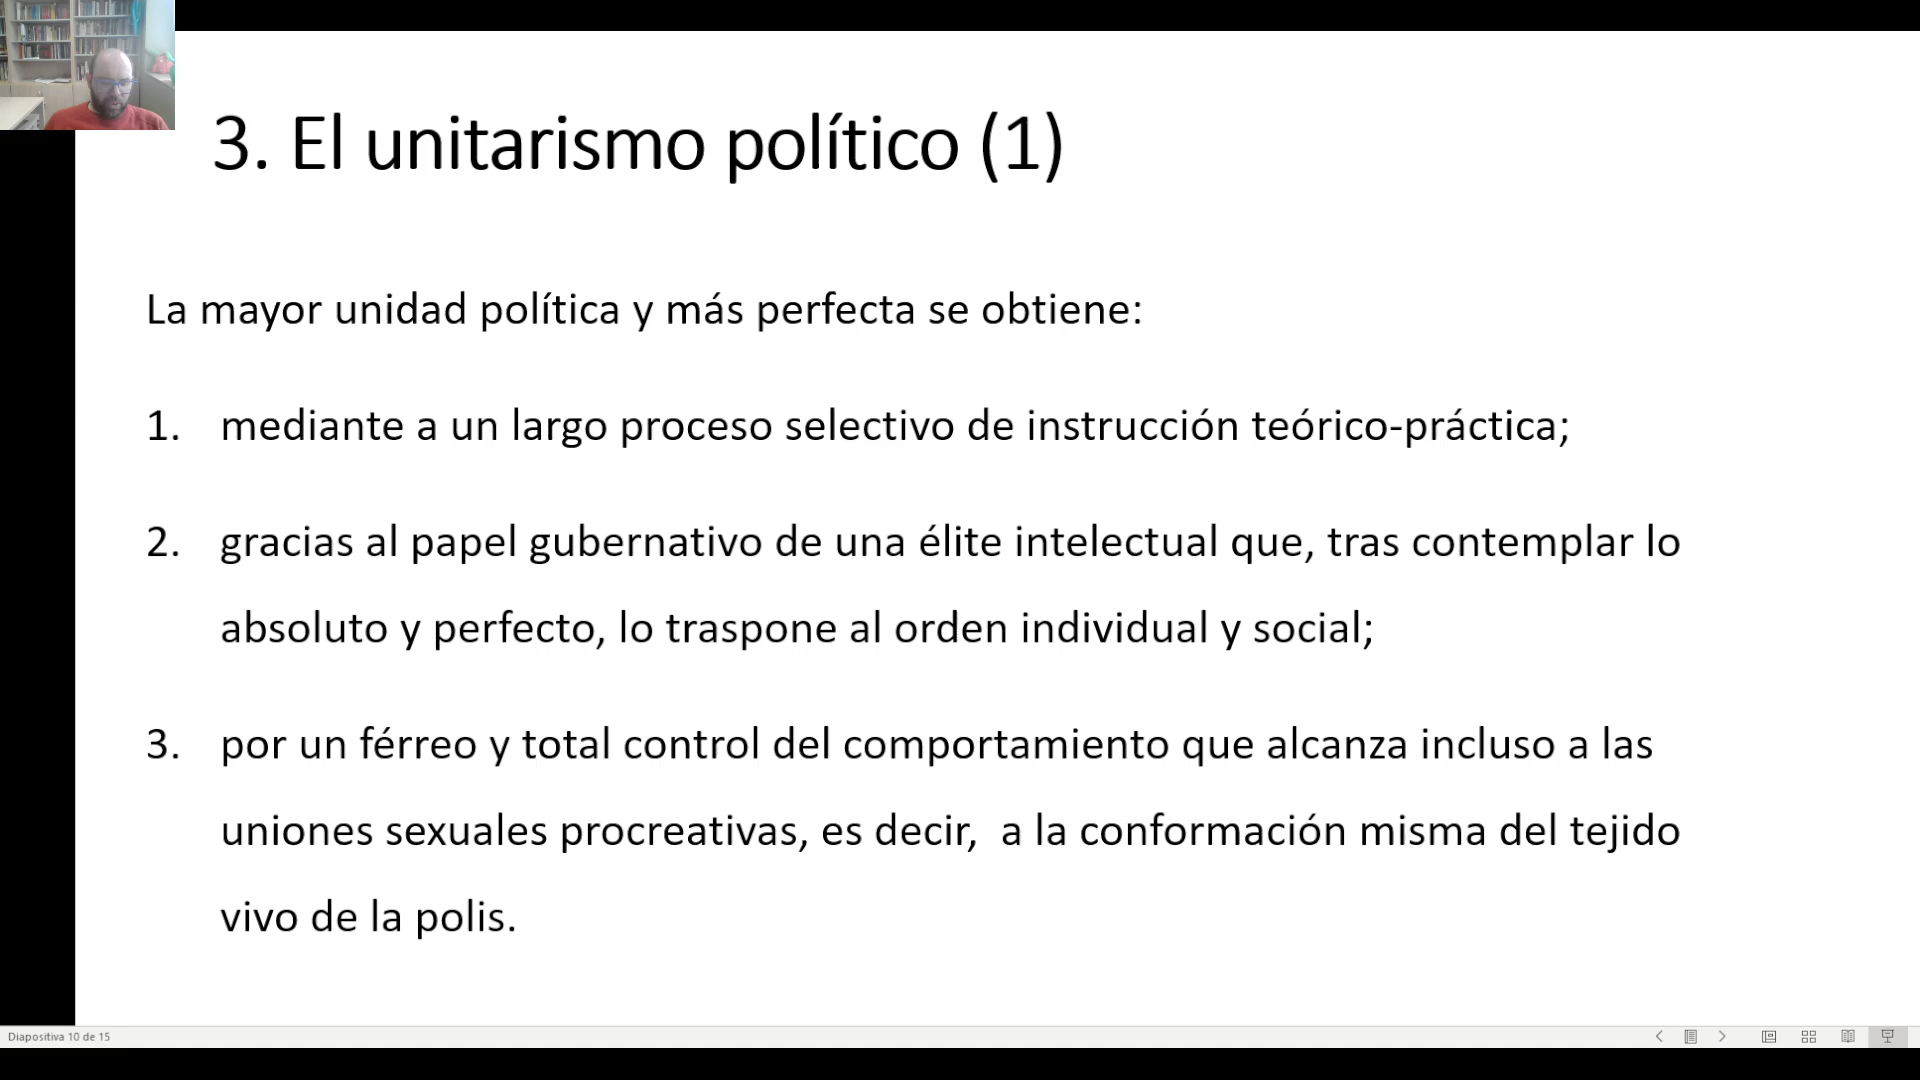 3. El unitarismo político (1)
La mayor unidad política y más perfecta se obtiene:
1. mediante a un largo proceso selectivo de instrucción teórico-práctica;
2. gracias al papel gubernativo de una élite intelectual que, tras contemplar lo
absoluto y perfecto, lo traspone al orden individual y social;
3. por un férreo y total control del comportamiento que alcanza incluso a las
uniones sexuales procreativas, es decir,  a la conformación misma del tejido
vivo de la polis.
Diapositiva 10 de 15